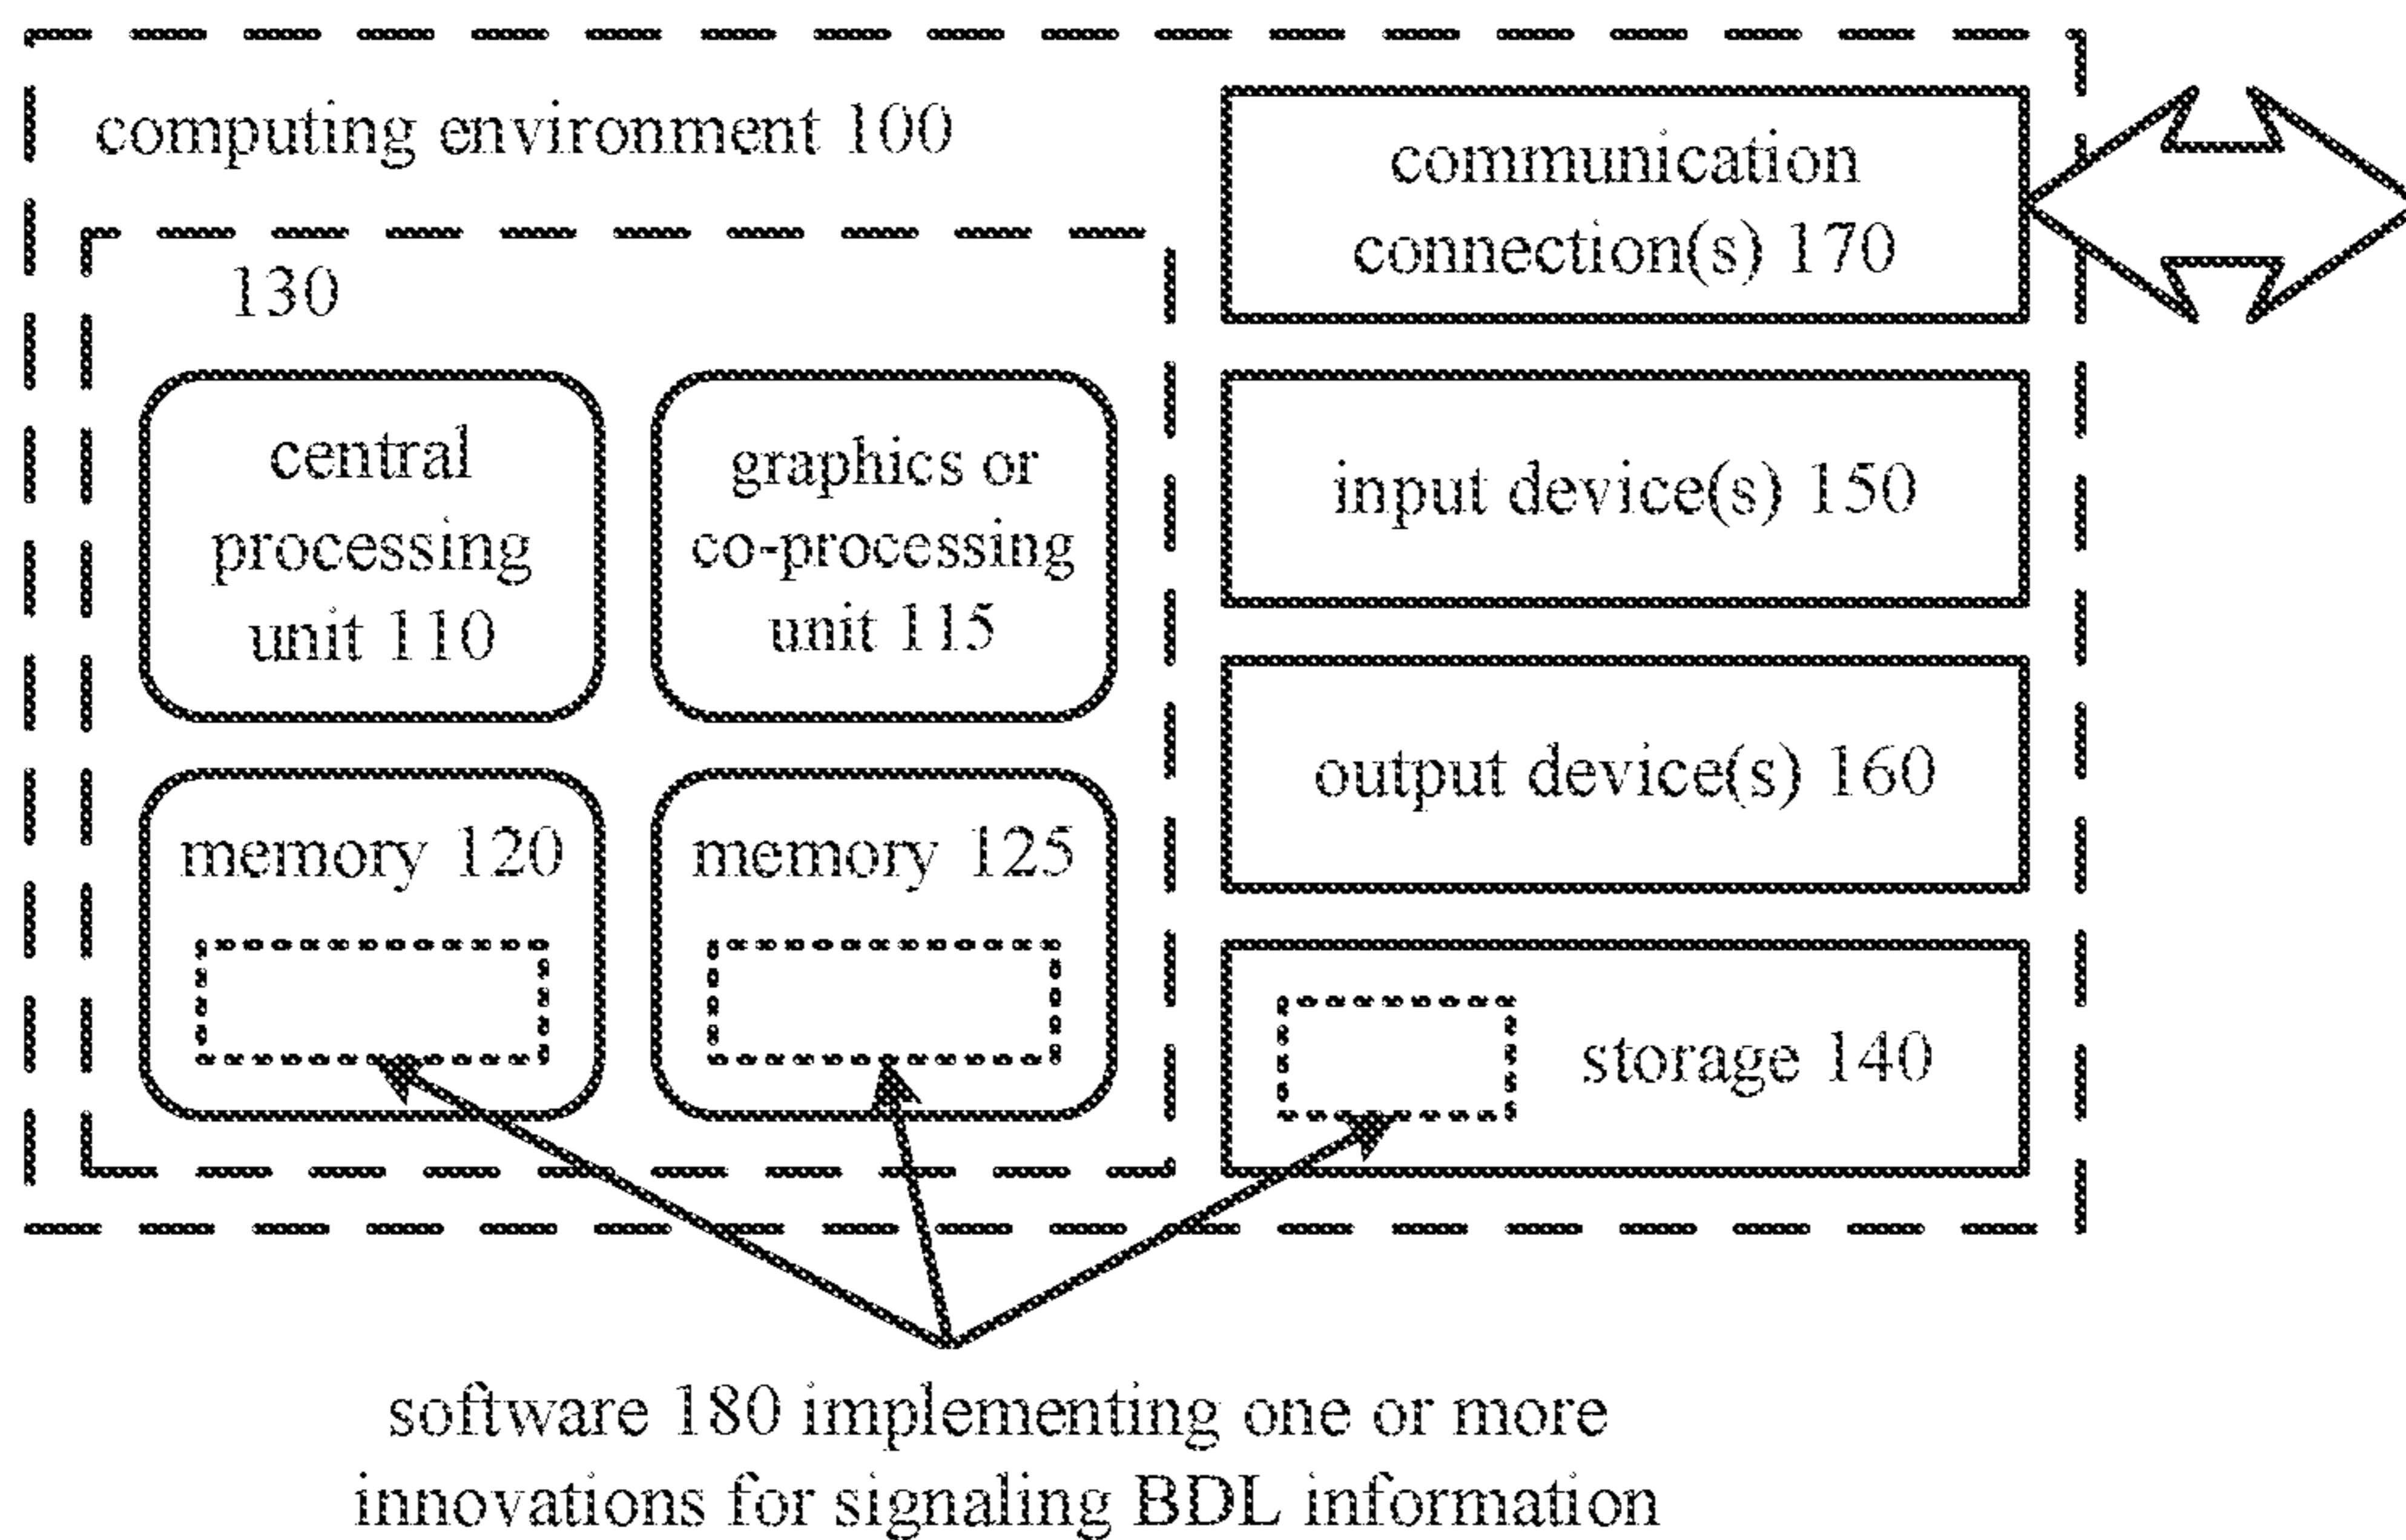 computing environment 100
130
central
processing
unit 110
graphics or
co-processing
unit 115
memory 120
memory 125
communication
connection(s) 170
input device(s) 150
output device(s) 160
storage 140
software 180 implementing one or more
innovations for signaling BDL information